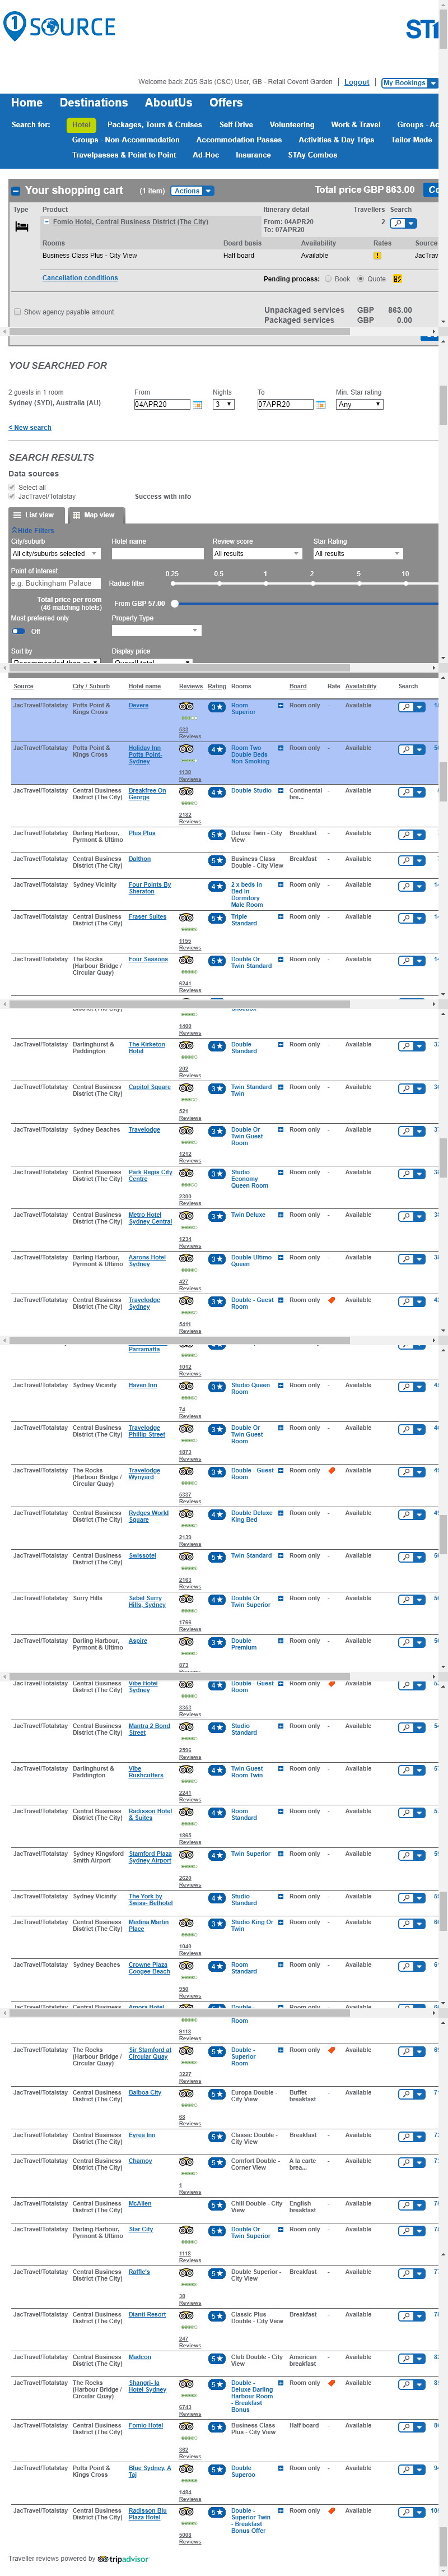 1SOURCE
STA
Welcome back ZQ5 Sals (C&C) User, GB - Retail Covent Garden | Logout | My Bookings
Home Destinations AboutUs Offers
Search for: Hotel Packages, Tours & Cruises Self Drive Volunteering Work & Travel Groups - Ac
Groups - Non-Accommodation Accommodation Passes Activities & Day Trips Tailor-Made
Travelpasses & Point to Point Ad-Hoc Insurance STAy Combos
Your shopping cart (1 item) Actions Total price GBP 863.00 Co
Type Product Itinerary detail Travellers Search
Fomio Hotel, Central Business District (The City) From: 04APR20 2
To: 07APR20
Rooms Board basis Availability Rates Source
Business Class Plus - City View Half board Available JacTrav
Cancellation conditions Pending process: Book Quote
Show agency payable amount Unpackaged services GBP 863.00
Packaged services GBP 0.00
YOU SEARCHED FOR
2 guests in 1 room From Nights To Min. Star rating
Sydney (SYD), Australia (AU) 04APR20 3 07APR20 Any
< New search
SEARCH RESULTS
Data sources
Select all
JacTravel/Totalstay Success with info
List view Map view
Hide Filters
City/suburb Hotel name Review score Star Rating
All city/suburbs selected All results All results
Point of interest 0.25 0.5 1 2 5 10
e.g: Buckingham Palace Radius filter
Total price per room From GBP 57.00
(46 matching hotels)
Most preferred only Property Type
Off
Sort by Display price
Source City / Suburb Hotel name Reviews Rating Rooms Board Rate Availability Search
JacTravel/Totalstay Potts Point & Kings Cross Devere 533 Reviews 3 Room Superior Room only - Available
JacTravel/Totalstay Potts Point & Kings Cross Holiday Inn Potts Point- Sydney 1138 Reviews 4 Room Two Double Beds Non Smoking Room only - Available
JacTravel/Totalstay Central Business District (The City) Breakfree On George 2182 Reviews 4 Double Studio Continental bre... - Available
JacTravel/Totalstay Darling Harbour, Pyrmont & Ultimo Plus Plus 5 Deluxe Twin - City View Breakfast - Available
JacTravel/Totalstay Central Business District (The City) Dalthon 5 Business Class Double - City View Breakfast - Available
JacTravel/Totalstay Sydney Vicinity Four Points By Sheraton 4 2 x beds in Bed In Dormitory Male Room Room only - Available
JacTravel/Totalstay Central Business District (The City) Fraser Suites 1155 Reviews 5 Triple Standard Room only - Available
JacTravel/Totalstay The Rocks (Harbour Bridge / Circular Quay) Four Seasons 6241 Reviews 5 Double Or Twin Standard Room only - Available
District (The City) 1400 Reviews Shoebox
JacTravel/Totalstay Darlinghurst & Paddington The Kirketon Hotel 202 Reviews 4 Double Standard Room only - Available
JacTravel/Totalstay Central Business District (The City) Capitol Square 521 Reviews 3 Twin Standard Twin Room only - Available
JacTravel/Totalstay Sydney Beaches Travelodge 1212 Reviews 3 Double Or Twin Guest Room Room only - Available
JacTravel/Totalstay Central Business District (The City) Park Regis City Centre 2300 Reviews 3 Studio Economy Queen Room Room only - Available
JacTravel/Totalstay Central Business District (The City) Metro Hotel Sydney Central 1234 Reviews 3 Twin Deluxe Room only - Available
JacTravel/Totalstay Darling Harbour, Pyrmont & Ultimo Aarons Hotel Sydney 427 Reviews 3 Double Ultimo Queen Room only - Available
JacTravel/Totalstay Central Business District (The City) Travelodge Sydney 5411 Reviews 3 Double - Guest Room Room only Available
Parramatta 1012 Reviews
JacTravel/Totalstay Sydney Vicinity Haven Inn 74 Reviews 3 Studio Queen Room Room only - Available
JacTravel/Totalstay Central Business District (The City) Travelodge Phillip Street 1873 Reviews 3 Double Or Twin Guest Room Room only - Available
JacTravel/Totalstay The Rocks (Harbour Bridge / Circular Quay) Travelodge Wynyard 5337 Reviews 3 Double - Guest Room Room only Available
JacTravel/Totalstay Central Business District (The City) Rydges World Square 2139 Reviews 4 Double Deluxe King Bed Room only - Available
JacTravel/Totalstay Central Business District (The City) Swissotel 2163 Reviews 5 Twin Standard Room only - Available
JacTravel/Totalstay Surry Hills Sebel Surry Hills, Sydney 1766 Reviews 4 Double Or Twin Superior Room only - Available
JacTravel/Totalstay Darling Harbour, Pyrmont & Ultimo Aspire 873 3 Double Premium Room only - Available
JacTravel/Totalstay Central Business District (The City) Vibe Hotel Sydney 3353 Reviews 4 Double - Guest Room Room only Available
JacTravel/Totalstay Central Business District (The City) Mantra 2 Bond Street 2596 Reviews 4 Studio Standard Room only - Available
JacTravel/Totalstay Darlinghurst & Paddington Vibe Rushcutters 2241 Reviews 4 Twin Guest Room Twin Room only - Available
JacTravel/Totalstay Central Business District (The City) Radisson Hotel & Suites 1865 Reviews 4 Room Standard Room only - Available
JacTravel/Totalstay Sydney Kingsford Smith Airport Stamford Plaza Sydney Airport 2620 Reviews 4 Twin Superior Room only - Available
JacTravel/Totalstay Sydney Vicinity The York by Swiss- Belhotel 4 Studio Standard Room only - Available
JacTravel/Totalstay Central Business District (The City) Medina Martin Place 1040 Reviews 3 Studio King Or Twin Room only - Available
JacTravel/Totalstay Sydney Beaches Crowne Plaza Coogee Beach 950 Reviews 4 Room Standard Room only - Available
JacTravel/Totalstay Central Business District (The City) Amora Hotel 9118 Reviews Double - Room Room only Available
JacTravel/Totalstay The Rocks (Harbour Bridge / Circular Quay) Sir Stamford at Circular Quay 3227 Reviews 5 Double - Superior Room Room only Available
JacTravel/Totalstay Central Business District (The City) Balboa City 68 Reviews 5 Europa Double - City View Buffet breakfast - Available
JacTravel/Totalstay Central Business District (The City) Eyrea Inn 5 Classic Double - City View Breakfast - Available
JacTravel/Totalstay Central Business District (The City) Chamoy 1 Reviews 5 Comfort Double - Corner View A la carte brea... - Available
JacTravel/Totalstay Central Business District (The City) McAllen 5 Chill Double - City View English breakfast - Available
JacTravel/Totalstay Darling Harbour, Pyrmont & Ultimo Star City 1118 Reviews 5 Double Or Twin Superior Room only - Available
JacTravel/Totalstay Central Business District (The City) Raffle's 38 Reviews 5 Double Superior - City View Breakfast - Available
JacTravel/Totalstay Central Business District (The City) Dianti Resort 247 Reviews 5 Classic Plus Double - City View Breakfast - Available
JacTravel/Totalstay Central Business District (The City) Madcon 5 Club Double - City View American breakfast - Available
JacTravel/Totalstay The Rocks (Harbour Bridge / Circular Quay) Shangri- la Hotel Sydney 6743 Reviews 5 Double - Deluxe Darling Harbour Room - Breakfast Bonus Room only Available
JacTravel/Totalstay Central Business District (The City) Fomio Hotel 362 Reviews 5 Business Class Plus - City View Half board - Available
JacTravel/Totalstay Potts Point & Kings Cross Blue Sydney, A Taj 1484 Reviews 5 Double Superoo Room only - Available
JacTravel/Totalstay Central Business District (The City) Radisson Blu Plaza Hotel Reviews 5 Double - Superior Twin - Breakfast Bonus Offer Room only Available
Traveller reviews powered by tripadvisor